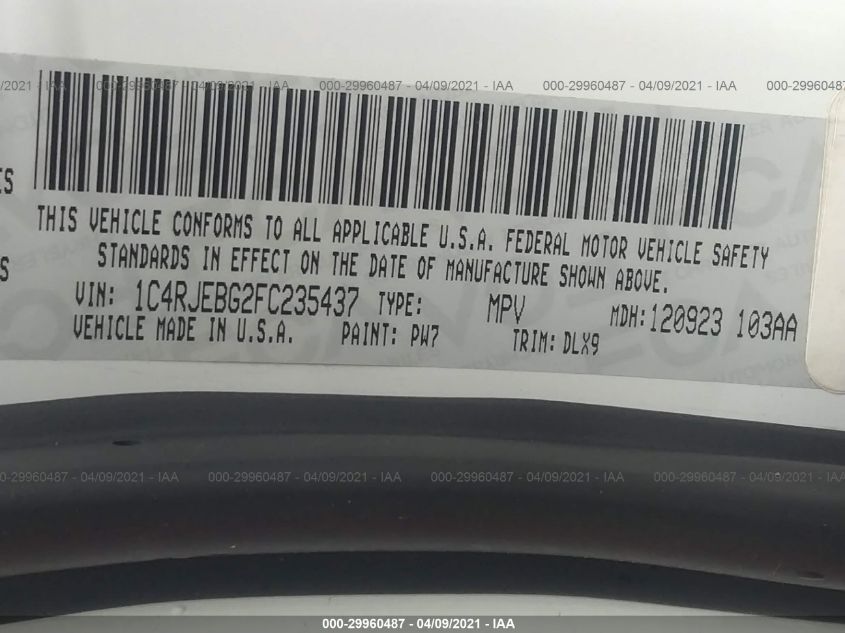 /2021 - IAA 000-29960487 - 04/09/2021 - IAA 000-29960487 - 04/09/2021 - IAA 000-29960487 - 04/09
ES
THIS VEHICLE CONFORMS TO ALL APPLICABLE U.S.A. FEDERAL MOTOR VEHICLE SAFETY
S
STANDARDS IN EFFECT ON THE DATE OF MANUFACTURE SHOWN ABOVE.
VIN: 1C4RJEBG2FC235437 TYPE: MPV MDH: 120923 103AA
VEHICLE MADE IN U.S.A. PAINT: PW7 TRIM: DLX9
000-29960487 - 04/09/2021 - IAA 000-29960487 - 04/09/2021 - IAA 000-29960487 - 04/09/2021 - IAA 000-29960487 - 04/09/2021 - IAA
000-29960487 - 04/09/2021 - IAA